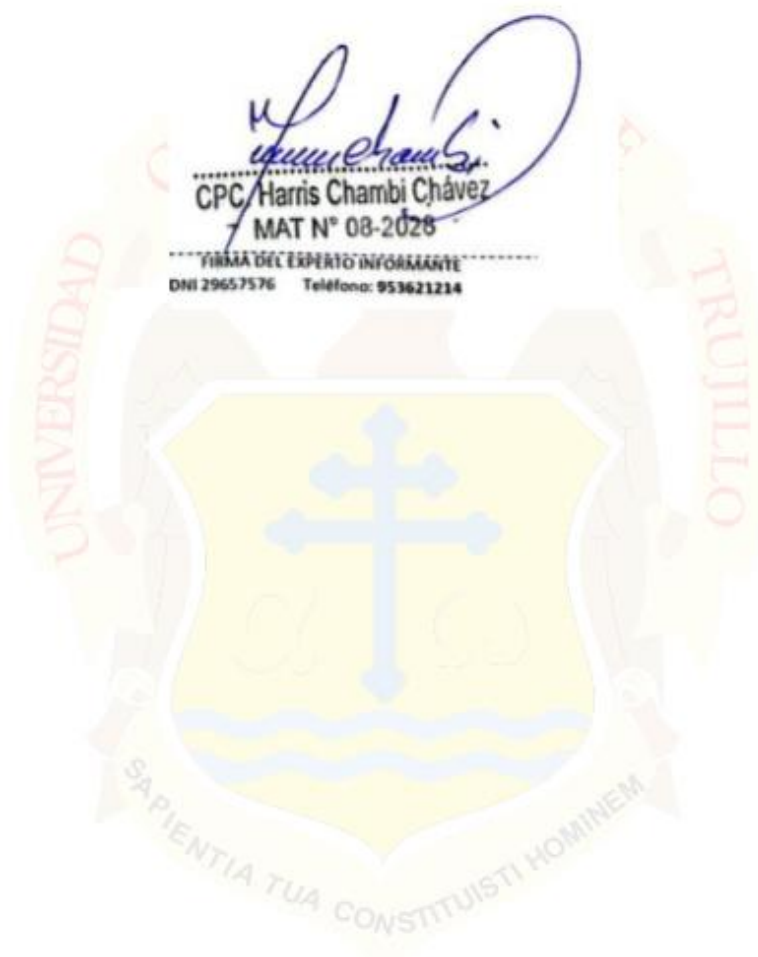 CPC. Harris Chambi Chávez
MAT N° 08-2028
FIRMA DEL EXPERTO INFORMANTE
DNI 29657576 Teléfono: 953621214
UNIVERSIDAD
TRUJILLO
SAPIENTIA TUA CONSTITUISTI HOMINEM